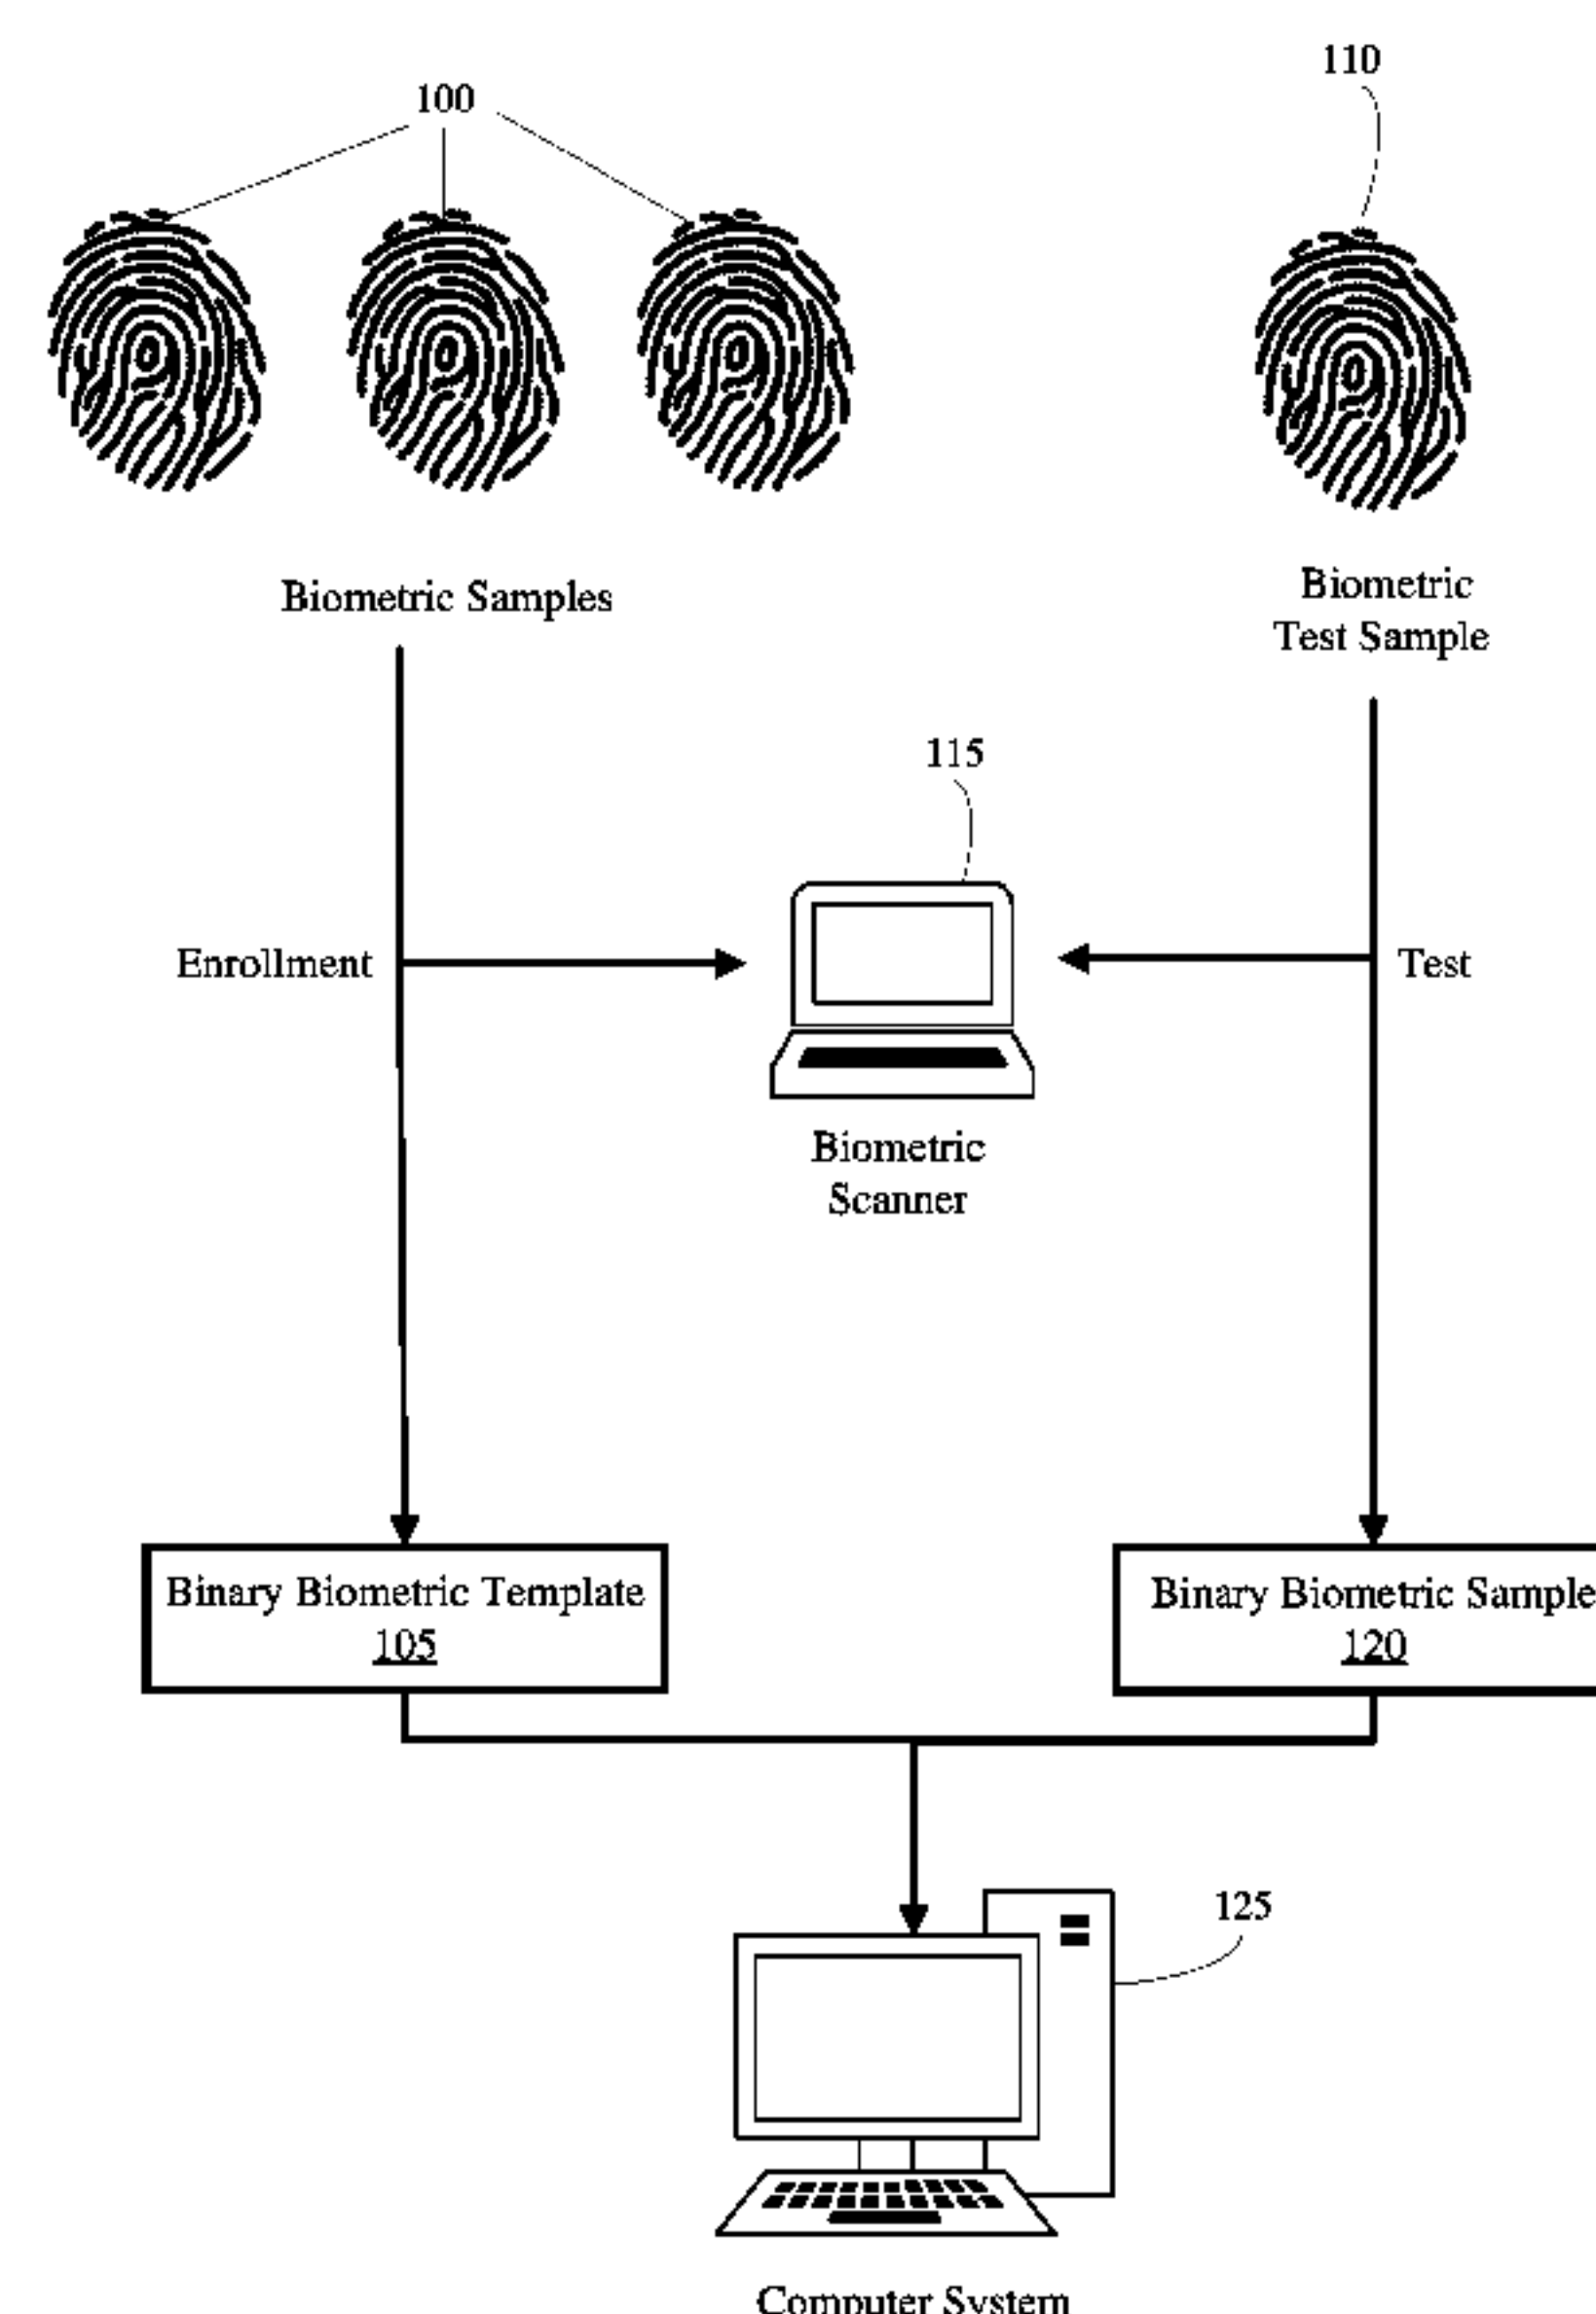 110
100
Biometric Samples
Biometric
Test Sample
115
Enrollment
Test
Biometric
Scanner
Binary Biometric Template
105
Binary Biometric Sample
120
125
Computer System